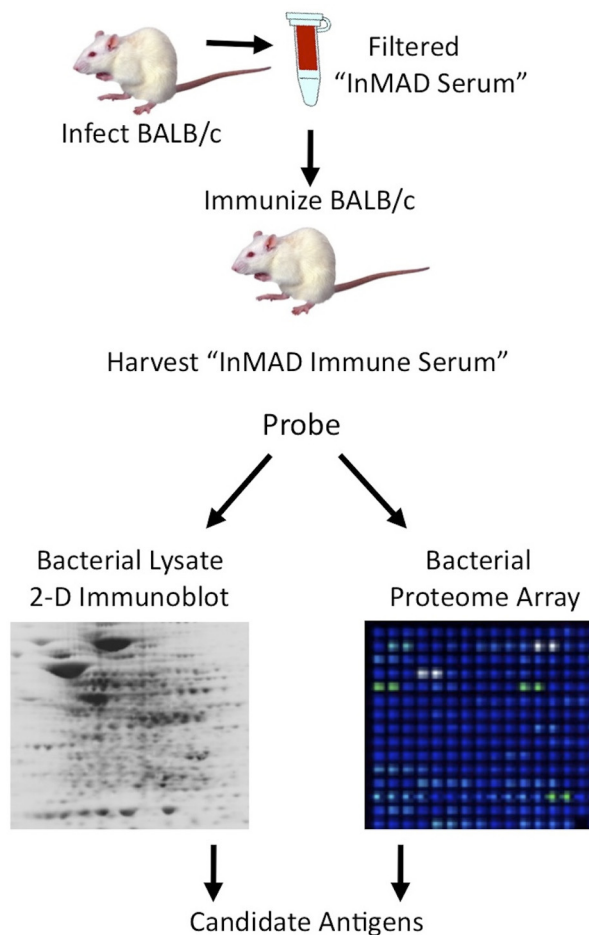 Filtered
“InMAD Serum”
Infect BALB/c
Immunize BALB/c
Harvest “InMAD Immune Serum”
Probe
Bacterial Lysate
2-D Immunoblot
Bacterial
Proteome Array
Candidate Antigens